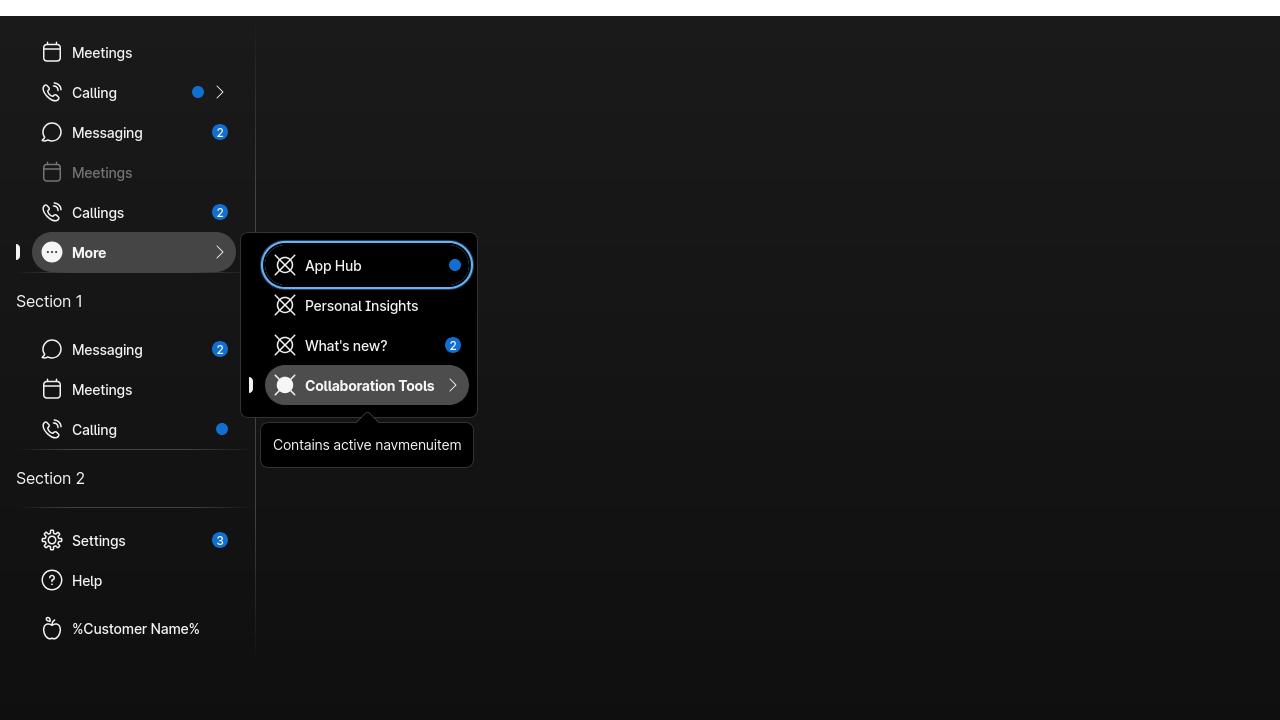 Meetings
Calling
Messaging 2
Meetings
Callings 2
More
App Hub
Personal Insights
What's new? 2
Collaboration Tools
Contains active navmenuitem
Section 1
Messaging 2
Meetings
Calling
Section 2
Settings 3
Help
%Customer Name%